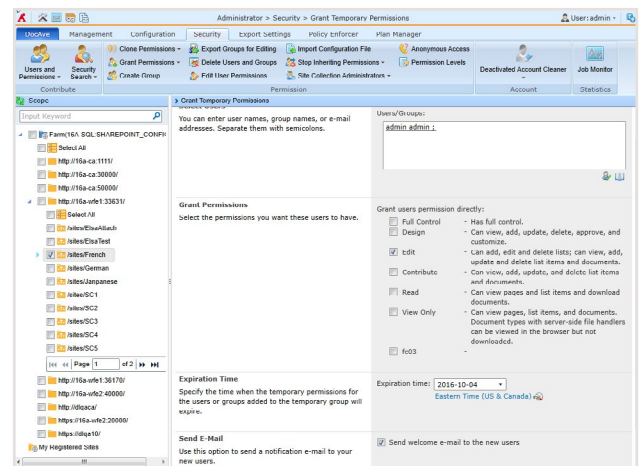 Administrator > Security > Grant Temporary Permissions
User: admin
DocAve Management Configuration Security Export Settings Policy Enforcer Plan Manager
Users and Permissions
Security Search
Clone Permissions
Grant Permissions
Create Group
Export Groups for Editing
Delete Users and Groups
Edit User Permissions
Import Configuration File
Stop Inheriting Permissions
Site Collection Administrators
Anonymous Access
Permission Levels
Deactivated Account Cleaner
Job Monitor
Contribute Permission Account Statistics
Scope
Grant Temporary Permissions
Input Keyword
Farm(16A SQL:SHAREPOINT_CONFI
Select All
http://16a-ca:1111/
http://16a-ca:30000/
http://16a-ca:50000/
http://16a-wfe1:33631/
Select All
/sites/ElsaAttach
/sites/ElsaTest
/sites/French
/sites/German
/sites/Janpanese
/sites/SC1
/sites/SC2
/sites/SC3
/sites/SC4
/sites/SC5
Page 1 of 2
http://16a-wfe1:36170/
http://16a-wfe2:40000/
http://dlqaca/
https://16a-wfe2:20000/
https://dlqa10/
My Registered Sites
Select Users
You can enter user names, group names, or e-mail
addresses. Separate them with semicolons.
Users/Groups:
admin admin ;
Grant Permissions
Select the permissions you want these users to have.
Grant users permission directly:
Full Control - Has full control.
Design - Can view, add, update, delete, approve, and
customize.
Edit - Can add, edit and delete lists; can view, add,
update and delete list items and documents.
Contribute - Can view, add, update, and delete list items
and documents.
Read - Can view pages and list items and download
documents.
View Only - Can view pages, list items, and documents.
Document types with server-side file handlers
can be viewed in the browser but not
downloaded.
fc03 -
Expiration Time
Specify the time when the temporary permissions for
the users or groups added to the temporary group will
expire.
Expiration time: 2016-10-04
Eastern Time (US & Canada)
Send E-Mail
Use this option to send a notification e-mail to your
new users.
Send welcome e-mail to the new users